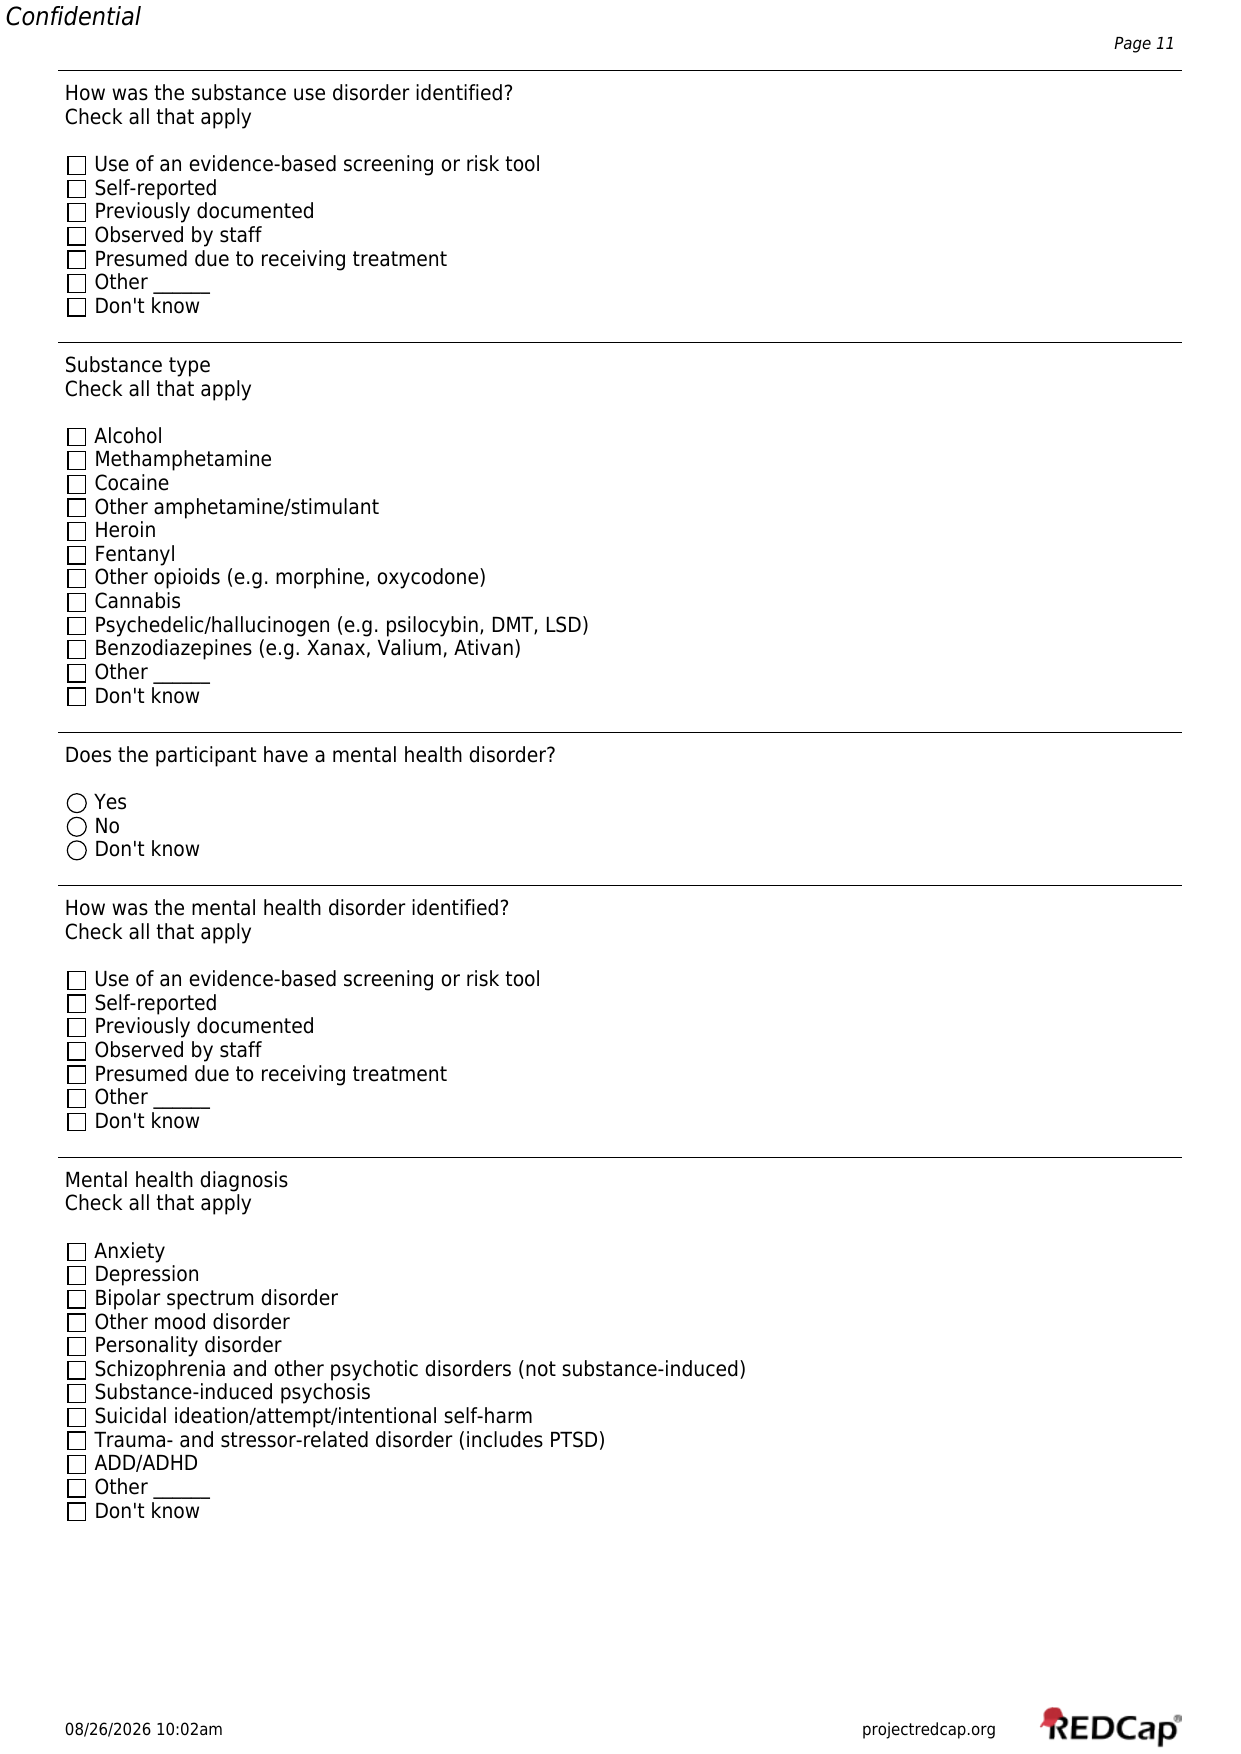 Confidential
Page 11
How was the substance use disorder identified?
Check all that apply
Use of an evidence-based screening or risk tool
Self-reported
Previously documented
Observed by staff
Presumed due to receiving treatment
Other ______
Don't know
Substance type
Check all that apply
Alcohol
Methamphetamine
Cocaine
Other amphetamine/stimulant
Heroin
Fentanyl
Other opioids (e.g. morphine, oxycodone)
Cannabis
Psychedelic/hallucinogen (e.g. psilocybin, DMT, LSD)
Benzodiazepines (e.g. Xanax, Valium, Ativan)
Other ______
Don't know
Does the participant have a mental health disorder?
Yes
No
Don't know
How was the mental health disorder identified?
Check all that apply
Use of an evidence-based screening or risk tool
Self-reported
Previously documented
Observed by staff
Presumed due to receiving treatment
Other ______
Don't know
Mental health diagnosis
Check all that apply
Anxiety
Depression
Bipolar spectrum disorder
Other mood disorder
Personality disorder
Schizophrenia and other psychotic disorders (not substance-induced)
Substance-induced psychosis
Suicidal ideation/attempt/intentional self-harm
Trauma- and stressor-related disorder (includes PTSD)
ADD/ADHD
Other ______
Don't know
08/26/2026 10:02am projectredcap.org REDCap®